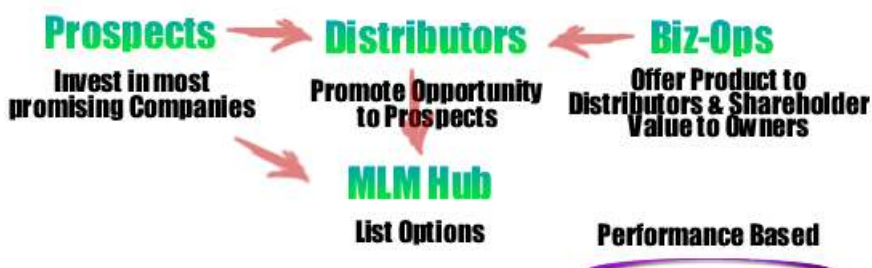 Prospects
Distributors
Biz-Ops
Invest in most
promising Companies
Promote Opportunity
to Prospects
Offer Product to
Distributors & Shareholder
Value to Owners
MLM Hub
List Options
Performance Based